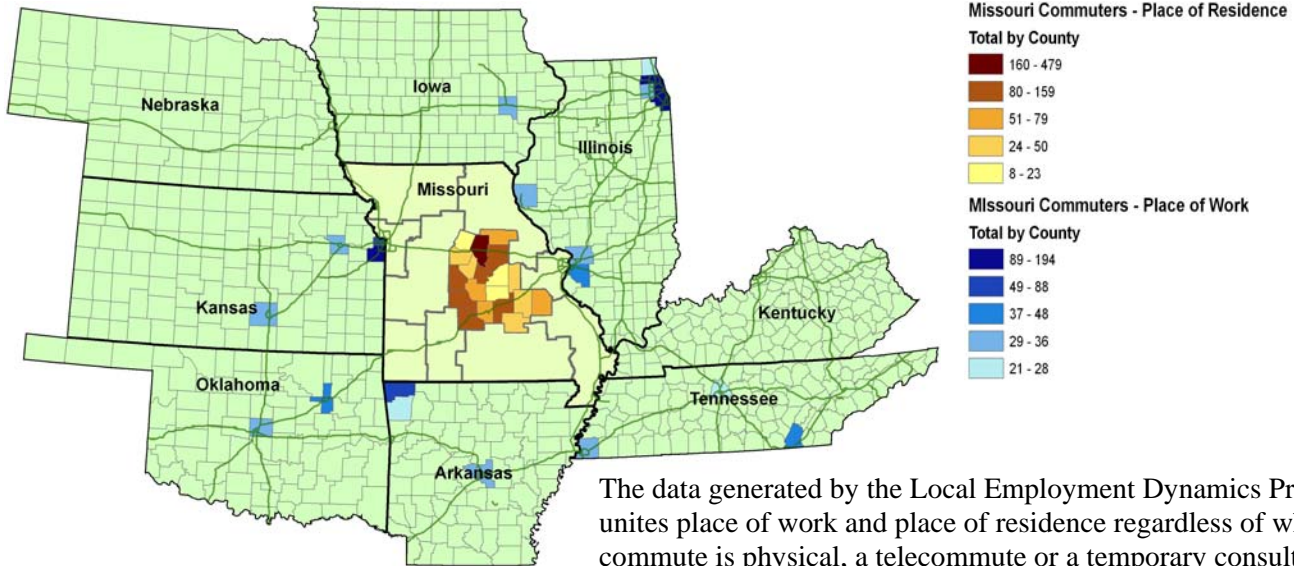 Missouri Commuters - Place of Residence
Total by County
160 - 479
80 - 159
51 - 79
24 - 50
8 - 23
MIssouri Commuters - Place of Work
Total by County
89 - 194
49 - 88
37 - 48
29 - 36
21 - 28
Nebraska
Iowa
Illinois
Missouri
Kansas
Kentucky
Oklahoma
Tennessee
Arkansas
The data generated by the Local Employment Dynamics Pr
unites place of work and place of residence regardless of w
commute is physical, a telecommute or a temporary consult